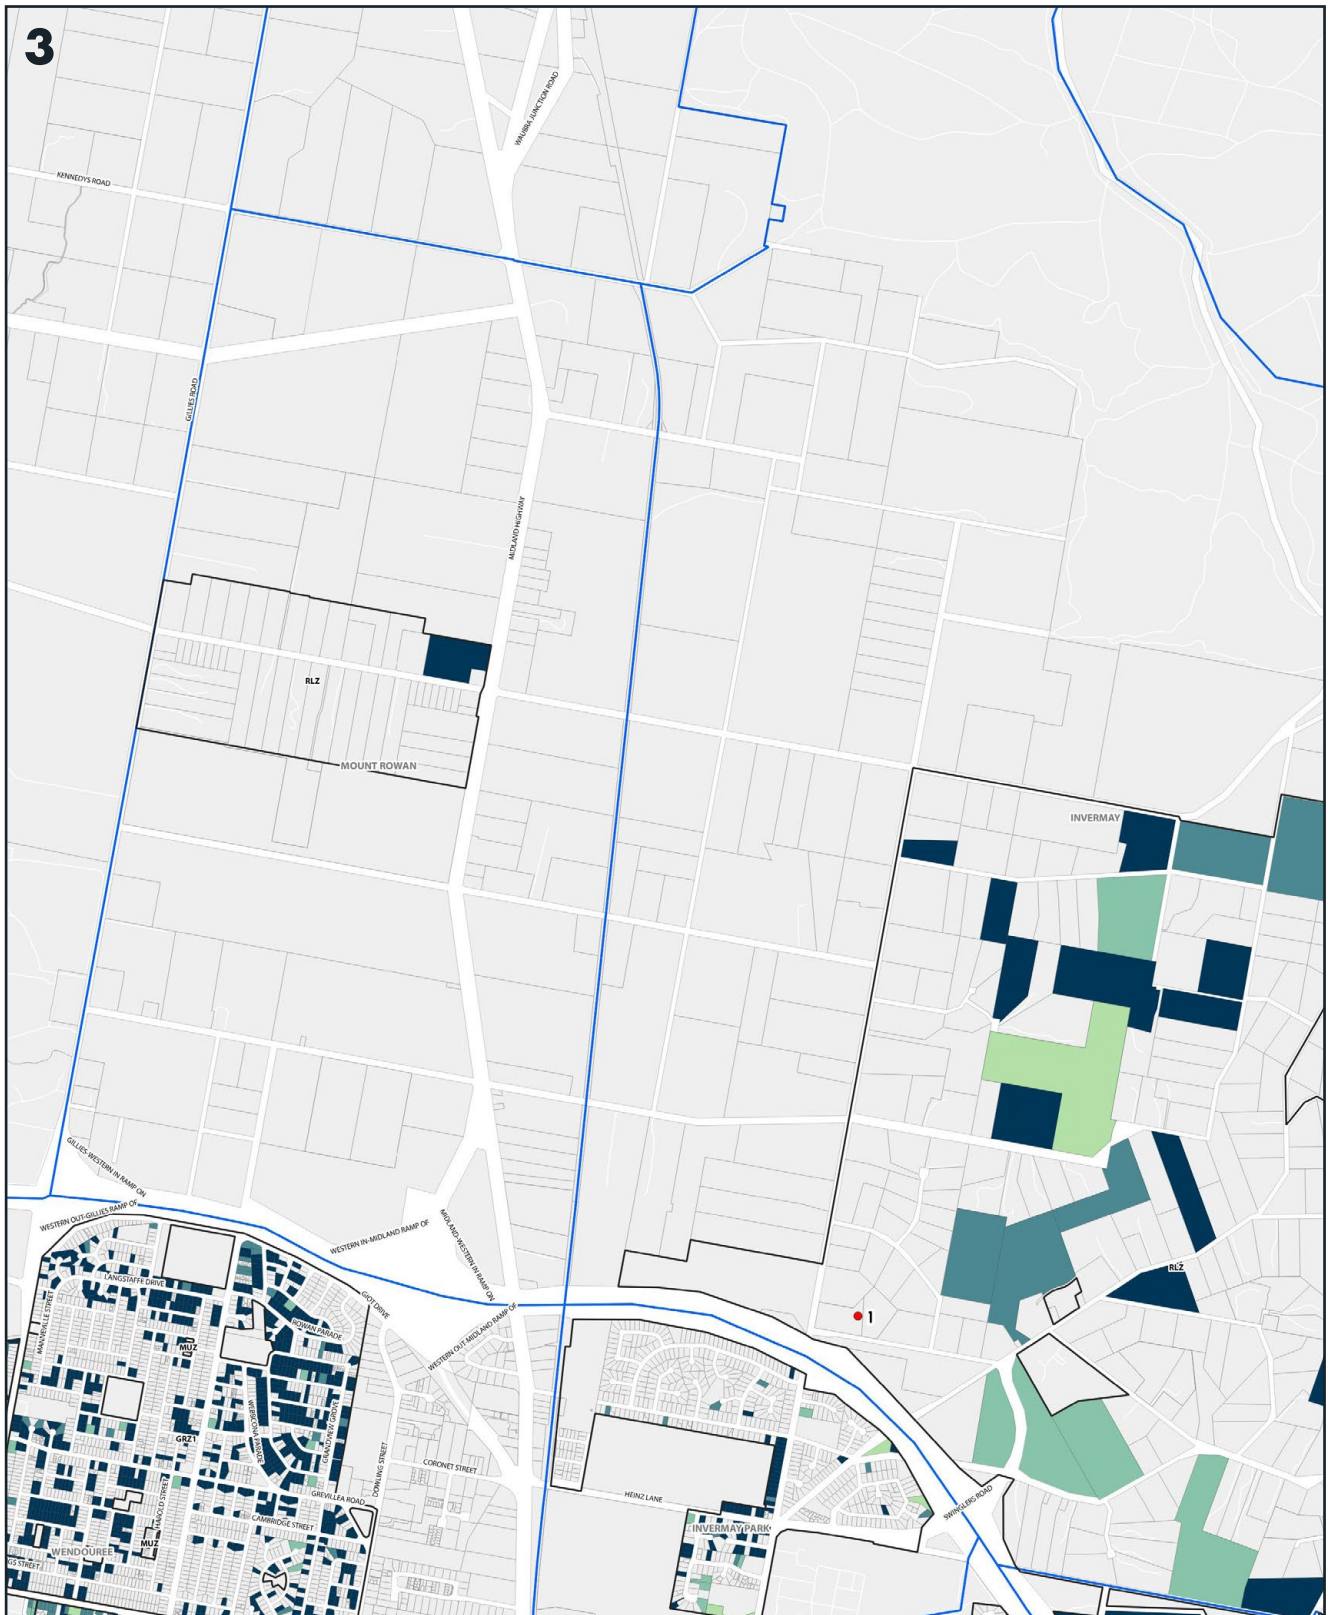 3
WAUBRA JUNCTION ROAD
KENNEDYS ROAD
GILLIES ROAD
MIDLAND HIGHWAY
RLZ
MOUNT ROWAN
INVERMAY
GILLIES-WESTERN IN RAMP ON
WESTERN OUT-GILLIES RAMP OF
WESTERN IN-MIDLAND RAMP OF
MIDLAND-WESTERN IN RAMP ON
RLZ
LANGSTAFFE DRIVE
GIOT DRIVE
1
ROWAN PARADE
WESTERN OUT-MIDLAND RAMP OF
MUZ
WEBBCONA PARADE
GRANDVIEW GROVE
GRZ1
DOWLING STREET
CORONET STREET
HAROLD STREET
GREVILLEA ROAD
HEINZ LANE
SWINGLERS ROAD
CAMBRIDGE STREET
INVERMAY PARK
MUZ
WENDOUREE
GS STREET